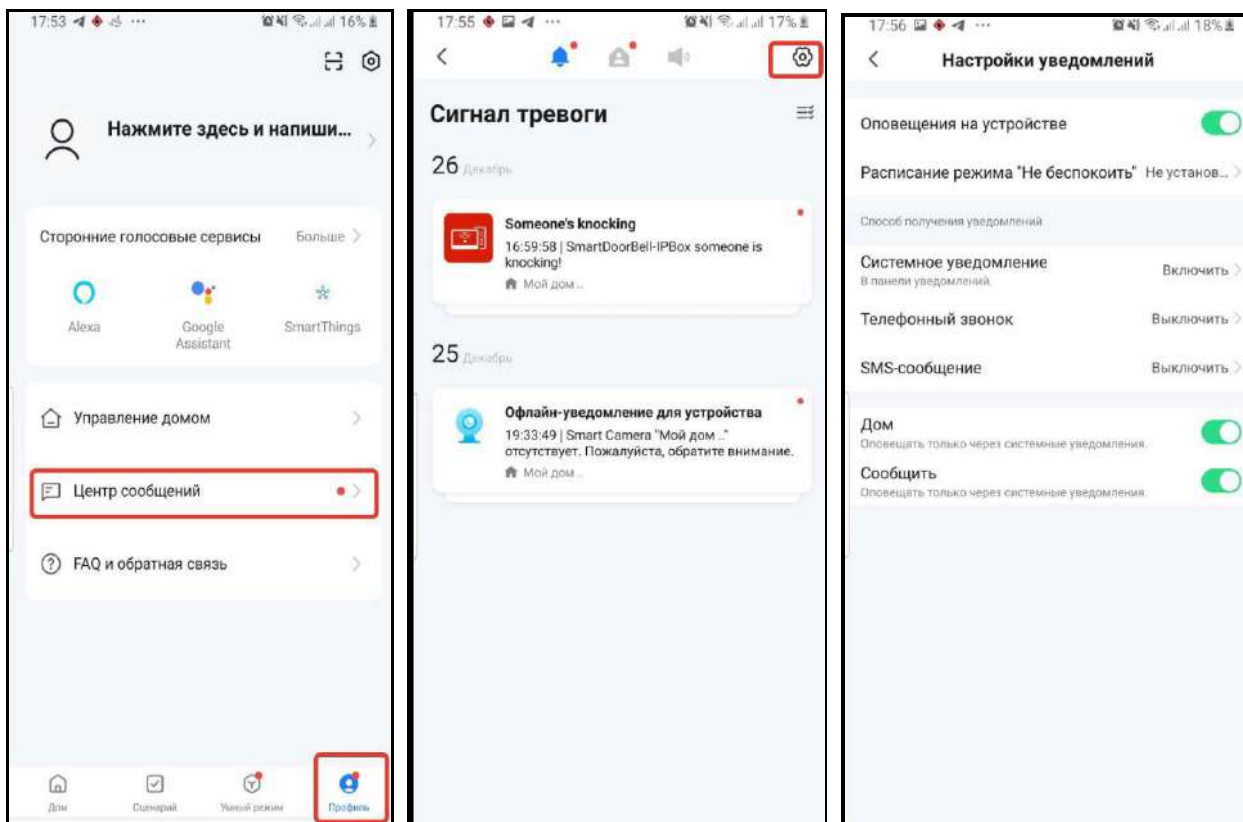 17:53 ... 16%
Нажмите здесь и напиши...
Сторонние голосовые сервисы Больше
Alexa Google Assistant SmartThings
Управление домом
Центр сообщений
FAQ и обратная связь
Дом Сценарий Умный режим Профиль
17:55 ... 17%
Сигнал тревоги
26 Декабрь
Someone's knocking
16:59:58 | SmartDoorBell-IPBox someone is
knocking!
Мой дом ..
25 Декабрь
Офлайн-уведомление для устройства
19:33:49 | Smart Camera "Мой дом .."
отсутствует. Пожалуйста, обратите внимание.
Мой дом ..
17:56 ... 18%
Настройки уведомлений
Оповещения на устройстве
Расписание режима "Не беспокоить" Не установ...
Способ получения уведомлений
Системное уведомление Включить
В панели уведомлений
Телефонный звонок Выключить
SMS-сообщение Выключить
Дом
Оповещать только через системные уведомления.
Сообщить
Оповещать только через системные уведомления.